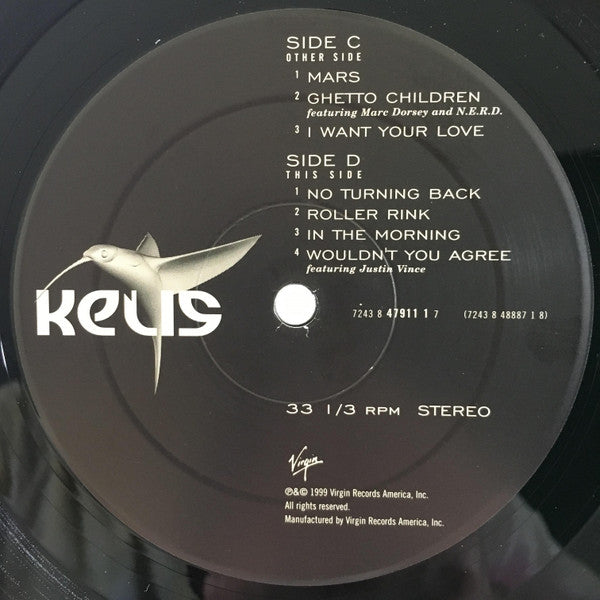 SIDE C
OTHER SIDE
1 MARS
2 GHETTO CHILDREN
featuring Marc Dorsey and N.E.R.D.
3 I WANT YOUR LOVE
SIDE D
THIS SIDE
1 NO TURNING BACK
2 ROLLER RINK
3 IN THE MORNING
4 WOULDN'T YOU AGREE
featuring Justin Vince
KELIS
7243 8 47911 1 7 (7243 8 48887 1 8)
33 1/3 RPM STEREO
Virgin
℗&© 1999 Virgin Records America, Inc.
All rights reserved.
Manufactured by Virgin Records America, Inc.